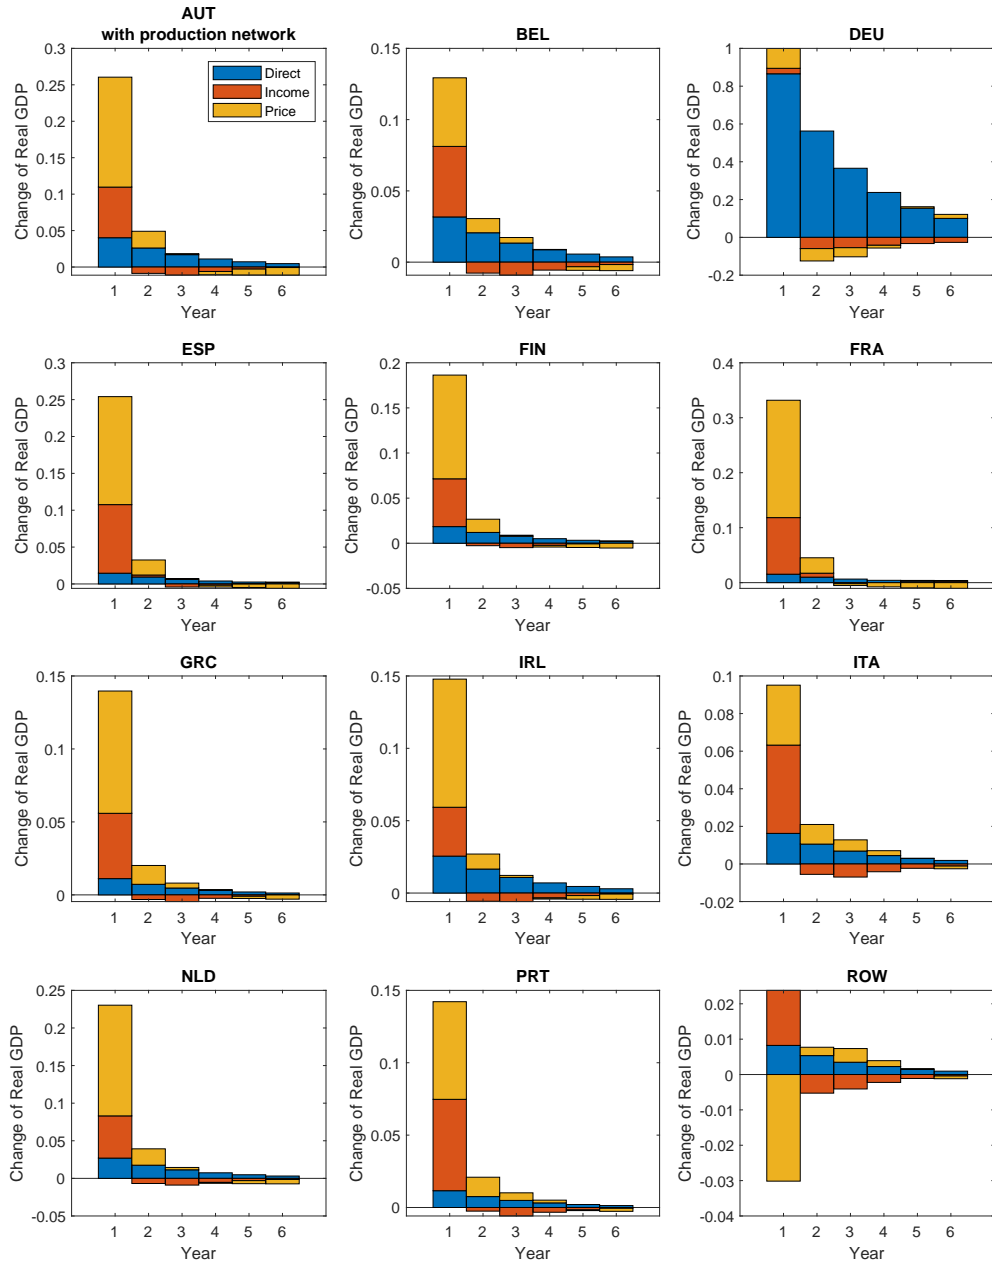 AUT
with production network
Change of Real GDP
0.3
0.25
0.2
0.15
0.1
0.05
0
Direct
Income
Price
1 2 3 4 5 6
Year
BEL
Change of Real GDP
0.15
0.1
0.05
0
1 2 3 4 5 6
Year
DEU
Change of Real GDP
1
0.8
0.6
0.4
0.2
0
-0.2
1 2 3 4 5 6
Year
ESP
Change of Real GDP
0.3
0.25
0.2
0.15
0.1
0.05
0
1 2 3 4 5 6
Year
FIN
Change of Real GDP
0.2
0.15
0.1
0.05
0
-0.05
1 2 3 4 5 6
Year
FRA
Change of Real GDP
0.4
0.3
0.2
0.1
0
1 2 3 4 5 6
Year
GRC
Change of Real GDP
0.15
0.1
0.05
0
1 2 3 4 5 6
Year
IRL
Change of Real GDP
0.15
0.1
0.05
0
1 2 3 4 5 6
Year
ITA
Change of Real GDP
0.1
0.08
0.06
0.04
0.02
0
-0.02
1 2 3 4 5 6
Year
NLD
Change of Real GDP
0.25
0.2
0.15
0.1
0.05
0
-0.05
1 2 3 4 5 6
Year
PRT
Change of Real GDP
0.15
0.1
0.05
0
1 2 3 4 5 6
Year
ROW
Change of Real GDP
0.02
0.01
0
-0.01
-0.02
-0.03
-0.04
1 2 3 4 5 6
Year